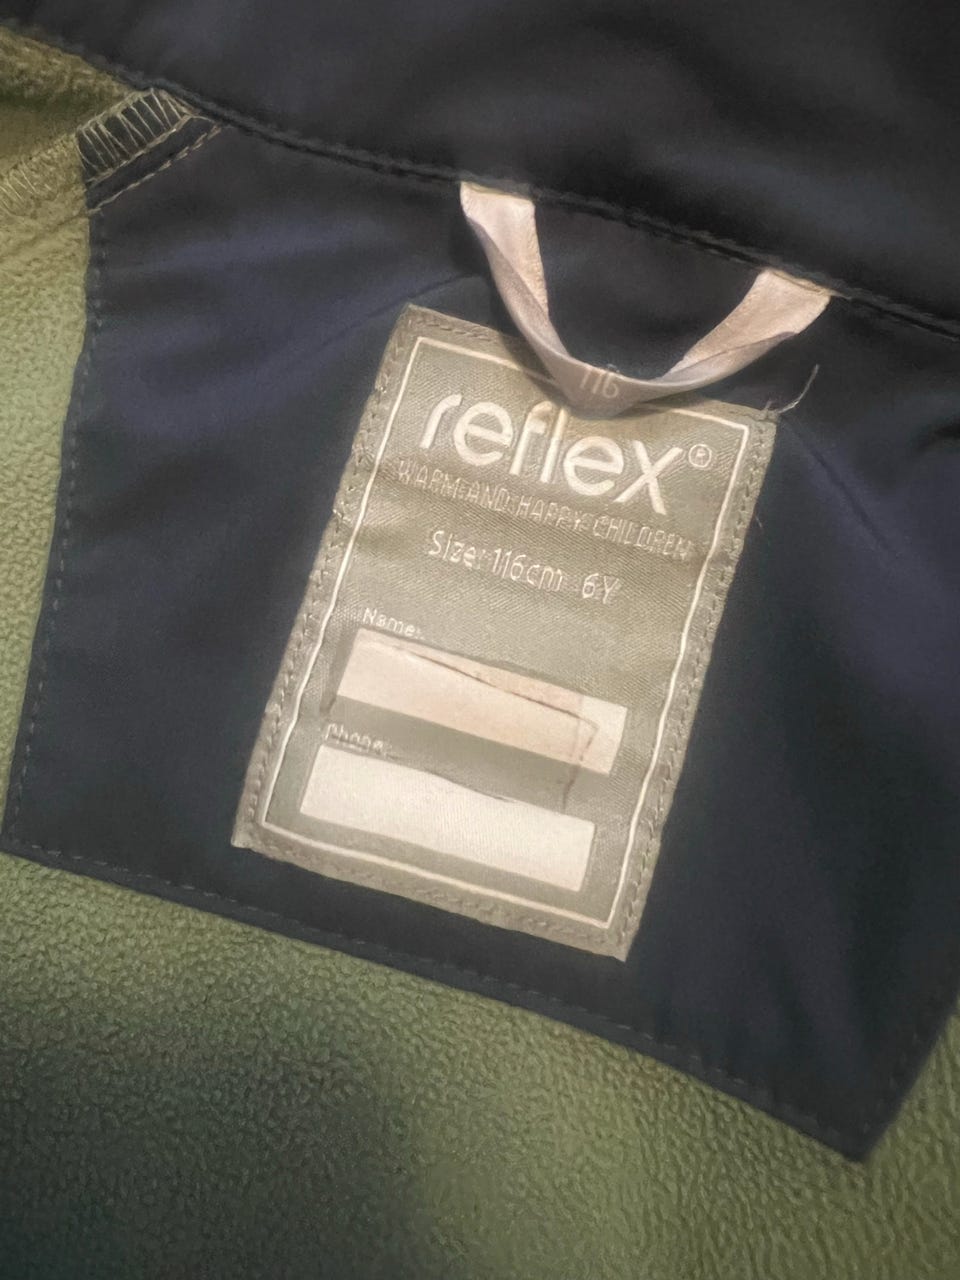 116
reflex®
WARM AND HAPPY CHILDREN
Size: 116cm 6Y
Name:
Phone: